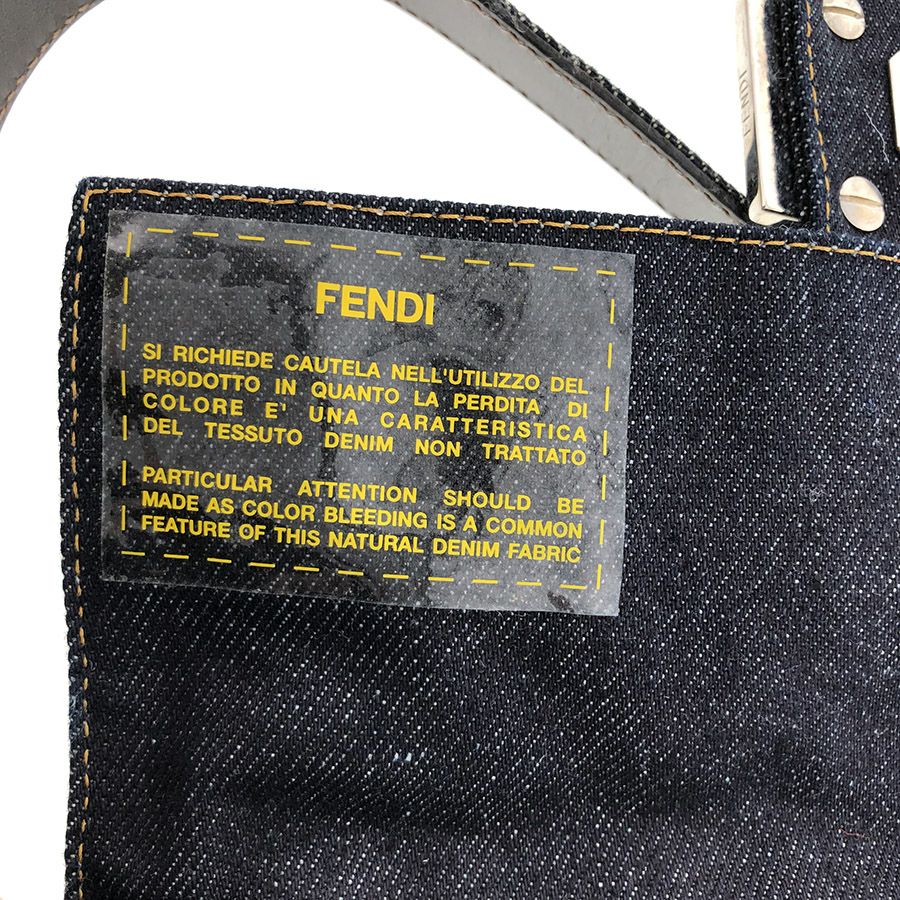 FENDI
FENDI
SI RICHIEDE CAUTELA NELL'UTILIZZO DEL
PRODOTTO IN QUANTO LA PERDITA DI
COLORE E' UNA CARATTERISTICA
DEL TESSUTO DENIM NON TRATTATO
PARTICULAR ATTENTION SHOULD BE
MADE AS COLOR BLEEDING IS A COMMON
FEATURE OF THIS NATURAL DENIM FABRIC